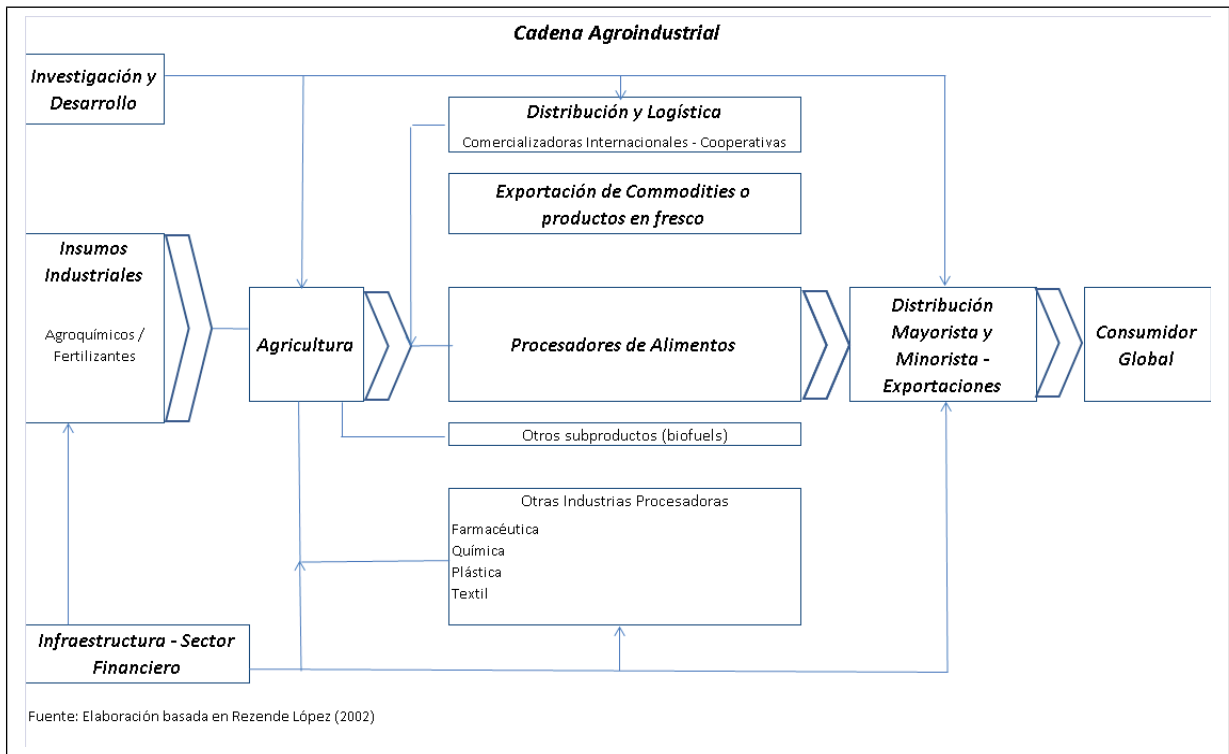 Cadena Agroindustrial
Investigación y
Desarrollo
Distribución y Logística
Comercializadoras Internacionales - Cooperativas
Exportación de Commodities o
productos en fresco
Insumos
Industriales
Agroquímicos /
Fertilizantes
Agricultura
Procesadores de Alimentos
Distribución
Mayorista y
Minorista -
Exportaciones
Consumidor
Global
Otros subproductos (biofuels)
Otras Industrias Procesadoras
Farmacéutica
Química
Plástica
Textil
Infraestructura - Sector
Financiero
Fuente: Elaboración basada en Rezende López (2002)